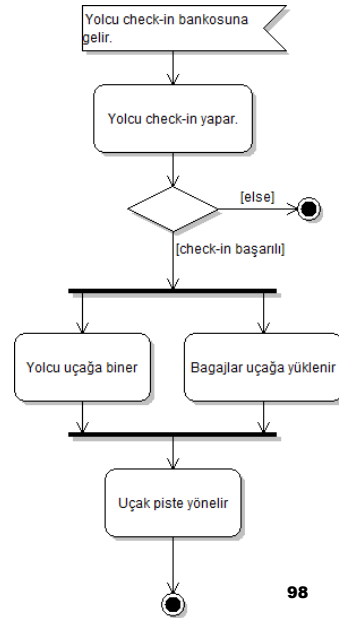 Yolcu check-in bankosuna
gelir.
Yolcu check-in yapar.
[else]
[check-in başarılı]
Yolcu uçağa biner
Bagajlar uçağa yüklenir
Uçak piste yönelir
98